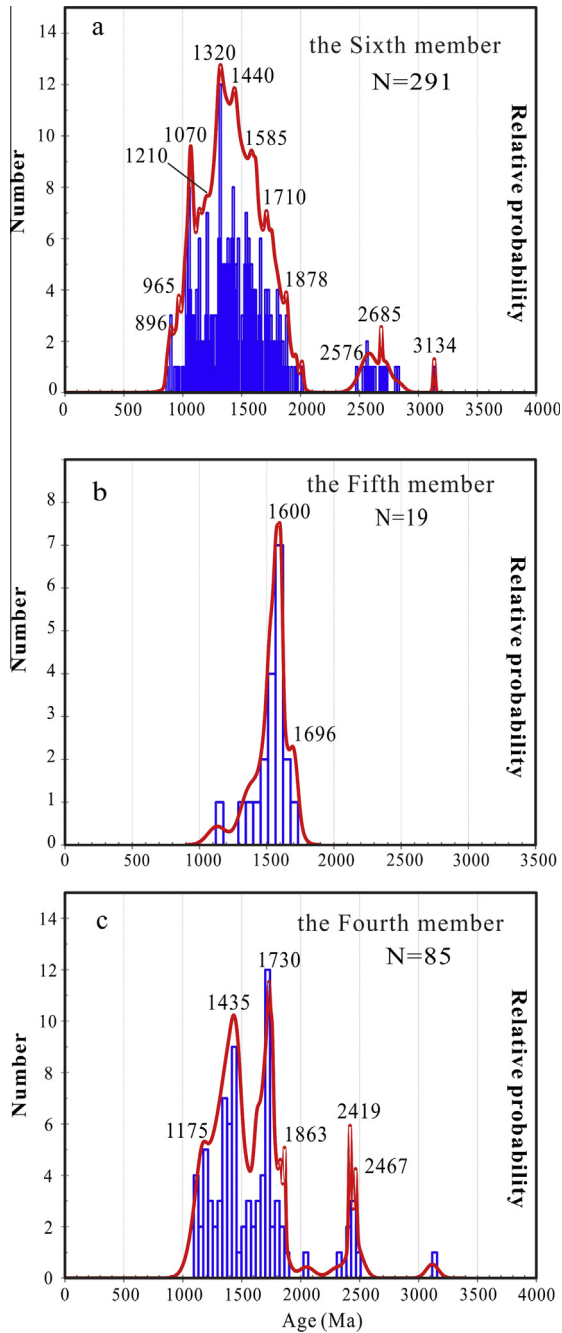 a
the Sixth member
N=291
1320
1440
1070
1585
1210
1710
965
1878
896
2685
2576
3134
Number
Relative probability
14
12
10
8
6
4
2
0
0 500 1000 1500 2000 2500 3000 3500 4000
b
the Fifth member
N=19
1600
1696
Number
Relative probability
8
7
6
5
4
3
2
1
0
0 500 1000 1500 2000 2500 3000 3500
c
the Fourth member
N=85
1730
1435
1175
1863
2419
2467
Number
Relative probability
14
12
10
8
6
4
2
0
0 500 1000 1500 2000 2500 3000 3500 4000
Age (Ma)